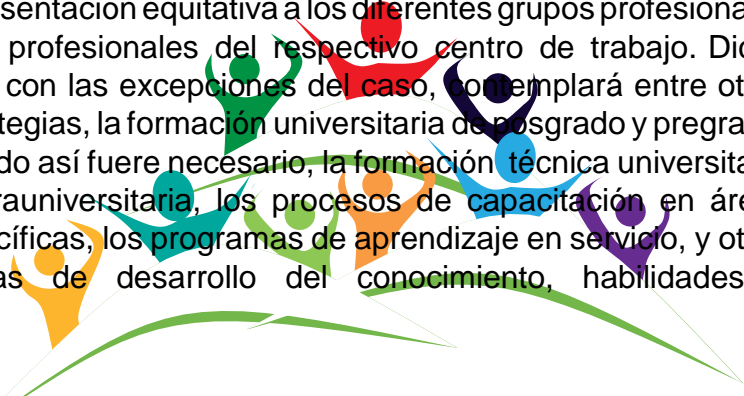 sentación equitativa a los diferentes grupos profesiona
profesionales del respectivo centro de trabajo. Dic
con las excepciones del caso, contemplará entre ot
tegias, la formación universitaria de posgrado y pregra
do así fuere necesario, la formación técnica universita
rauniversitaria, los procesos de capacitación en áre
cíficas, los programas de aprendizaje en servicio, y ot
as de desarrollo del conocimiento, habilidades